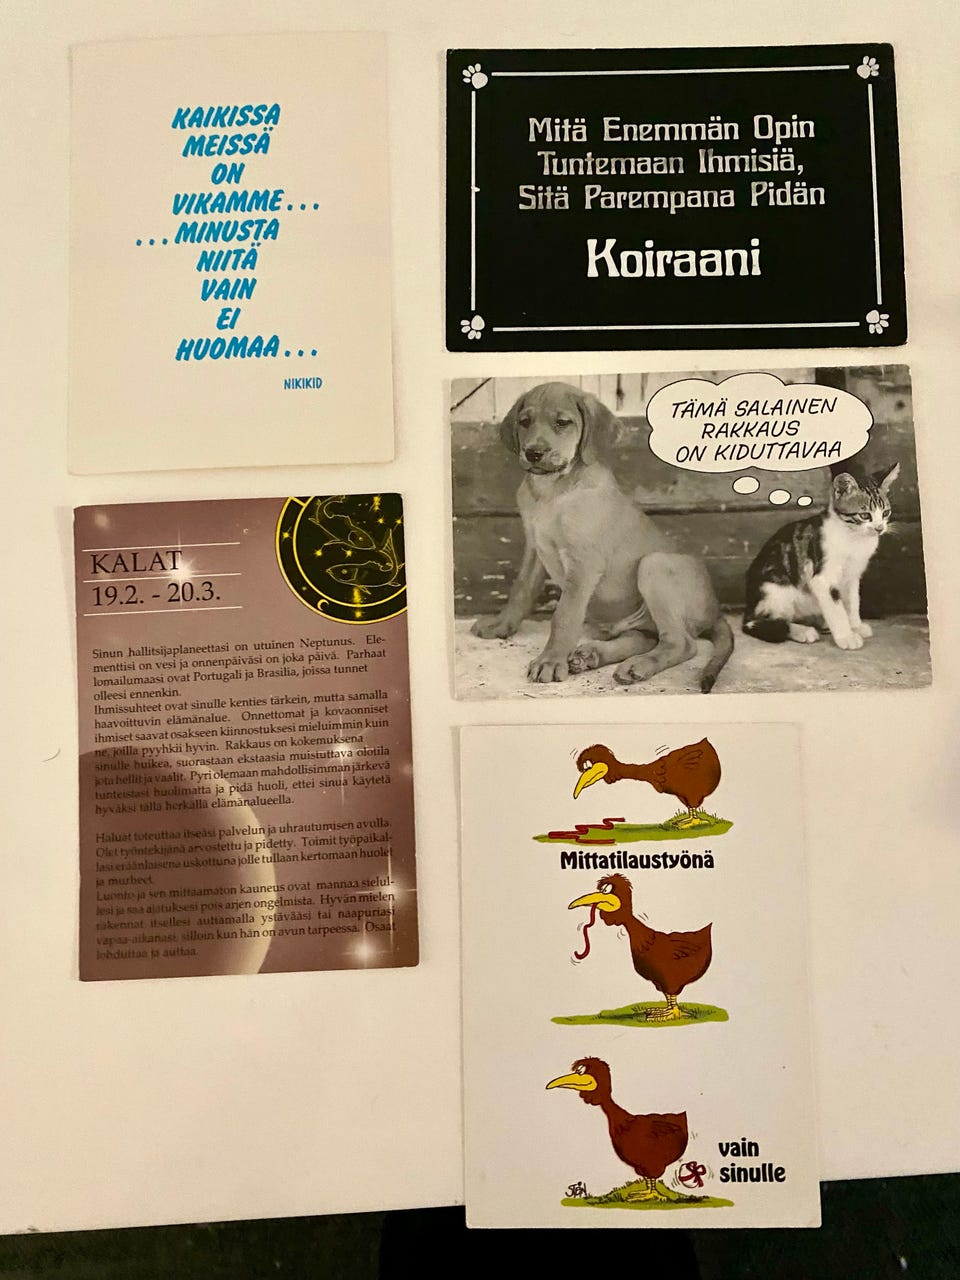 KAIKISSA
MEISSÄ
ON
VIKAMME...
...MINUSTA
NIITÄ
VAIN
EI
HUOMAA...
NIKIKID
Mitä Enemmän Opin
Tuntemaan Ihmisiä,
Sitä Parempana Pidän
Koiraani
TÄMÄ SALAINEN
RAKKAUS
ON KIDUTTAVAA
KALAT
19.2. - 20.3.
Sinun hallitsijaplaneettasi on utuinen Neptunus. Ele-
menttisi on vesi ja onnenpäiväsi on joka päivä. Parhaat
lomailumaasi ovat Portugali ja Brasilia, joissa tunnet
olleesi ennenkin.
Ihmissuhteet ovat sinulle kenties tärkein, mutta samalla
haavoittuvin elämänalue. Onnettomat ja kovaonniset
ihmiset saavat osakseen kiinnostuksesi mieluimmin kuin
ne, joilla pyyhkii hyvin. Rakkaus on kokemuksena
sinulle huikea, suorastaan ekstaasia muistuttava olotila
jota hellit ja vaalit. Pyri olemaan mahdollisimman järkevä
tunteistasi huolimatta ja pidä huoli, ettei sinua käytetä
hyväksi tällä herkällä elämänalueella.
Haluat toteuttaa itseäsi palvelun ja uhrautumisen avulla.
Olet työntekijänä arvostettu ja pidetty. Toimit työpaikal-
lasi eräänlaisena uskottuna jolle tullaan kertomaan huolet
ja murheet.
Luonto ja sen mittaamaton kauneus ovat mannaa sielul-
lesi ja saa ajatuksesi pois arjen ongelmista. Hyvän mielen
rakennat itsellesi auttamalla ystävääsi tai naapuriasi
vapaa-aikanasi, silloin kun hän on avun tarpeessa. Osaat
lohduttaa ja auttaa.
Mittatilaustyönä
vain
sinulle
STEIN